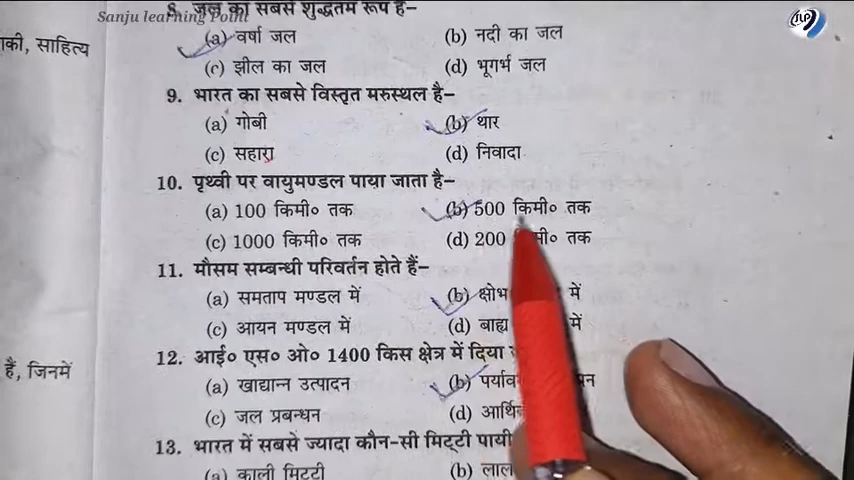 Sanju learning Point
8. जल का सबसे शुद्धतम रूप है–
(a) वर्षा जल (b) नदी का जल
ाकी, साहित्य
(c) झील का जल (d) भूगर्भ जल
9. भारत का सबसे विस्तृत मरुस्थल है–
(a) गोबी (b) थार
(c) सहारा (d) निवादा
10. पृथ्वी पर वायुमण्डल पाया जाता है–
(a) 100 किमी० तक (b) 500 किमी० तक
(c) 1000 किमी० तक (d) 200 तक
11. मौसम सम्बन्धी परिवर्तन होते हैं–
(a) समताप मण्डल में (b) में
(c) आयन मण्डल में (d) बाह्य में
12. आई० एस० ओ० 1400 किस क्षेत्र में दिया
हैं, जिनमें
(a) खाद्यान्न उत्पादन (b)
(c) जल प्रबन्धन (d)
13. भारत में सबसे ज्यादा कौन-सी मिट्टी
(a) काली मिट्टी (b) लाल